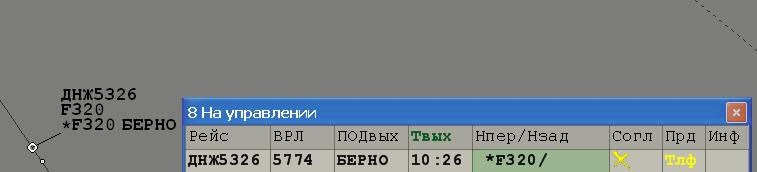 ДНЖ5326
F320
*F320 БЕРНО
8 На управлении
Рейс ВРЛ ПОДвых Твых Нпер/Нзад Согл Прд Инф
ДНЖ5326 5774 БЕРНО 10:26 *F320/ Тлф